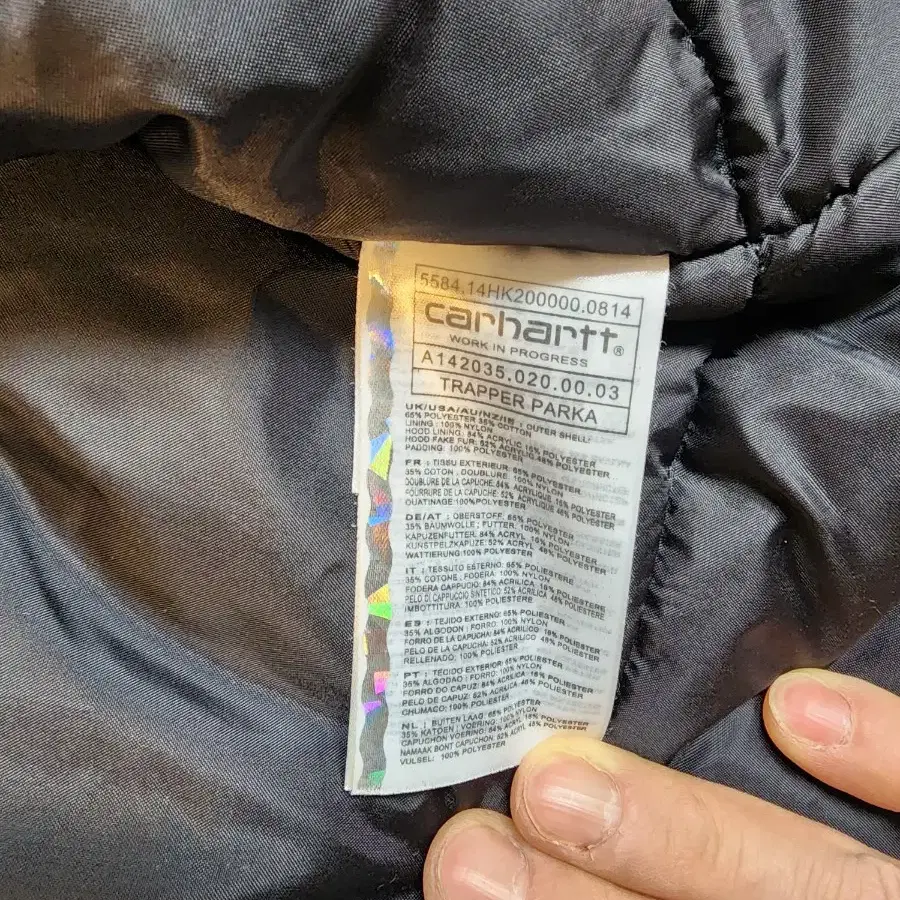 5584.14HK200000.0814
carhartt®
WORK IN PROGRESS
A142035.020.00.03
TRAPPER PARKA
UK/USA/AU/NZ/IE : OUTER SHELL:
65% POLYESTER 35% COTTON
LINING : 100% NYLON
HOOD LINING: 84% ACRYLIC 16% POLYESTER
HOOD FAKE FUR: 52% ACRYLIC 48% POLYESTER
PADDING: 100% POLYESTER
FR : TISSU EXTERIEUR: 65% POLYESTER
35% COTON . DOUBLURE: 100% NYLON
DOUBLURE DE LA CAPUCHE: 84% ACRYLIQUE 16% POLYESTER
FOURRURE DE LA CAPUCHE: 52% ACRYLIQUE 48% POLYESTER
OUATINAGE:100% POLYESTER
DE/AT : OBERSTOFF: 65% POLYESTER
35% BAUMWOLLE ; FUTTER: 100% NYLON
KAPUZENFUTTER: 84% ACRYL 16% POLYESTER
KUNSTPELZKAPUZE: 52% ACRYL 48% POLYESTER
WATTIERUNG:100% POLYESTER
IT : TESSUTO ESTERNO: 65% POLIESTERE
35% COTONE . FODERA: 100% NYLON
FODERA CAPPUCIO: 84% ACRILICA 16% POLIESTERE
PELO DI CAPPUCCIO SINTETICO 52% ACRYL 48% POLIESTERE
IMBOTTITURA: 100% POLIESTERE
ES : TEJIDO EXTERNO: 65% POLIESTER
35% ALGODON : FORRO: 100% NYLON
FORRO DE LA CAPUCHA: 84% ACRILICO 16% POLIESTER
PELO DE LA CAPUCHA: 52% ACRILICO 48% POLIESTER
RELLENADO: 100% POLIESTER
PT : TECIDO EXTERIOR: 65% POLIESTER
35% ALGODAO : FORRO: 100% NYLON
FORRO DO CAPUZ: 84% ACRILICA 16% POLIESTER
PELO DE CAPUZ: 52% ACRILICA 48% POLIESTER
CHUMACO: 100% POLIESTER
NL : BUITEN LAAG: 65% POLYESTER
35% KATOEN : VOERING: 100% NYLON
CAPUCHON VOERING: 84% ACRYL 16% POLYESTER
NAMAAK BONT CAPUCHON: 52% ACRYL 48% POLYESTER
VULSEL: 100% POLYESTER